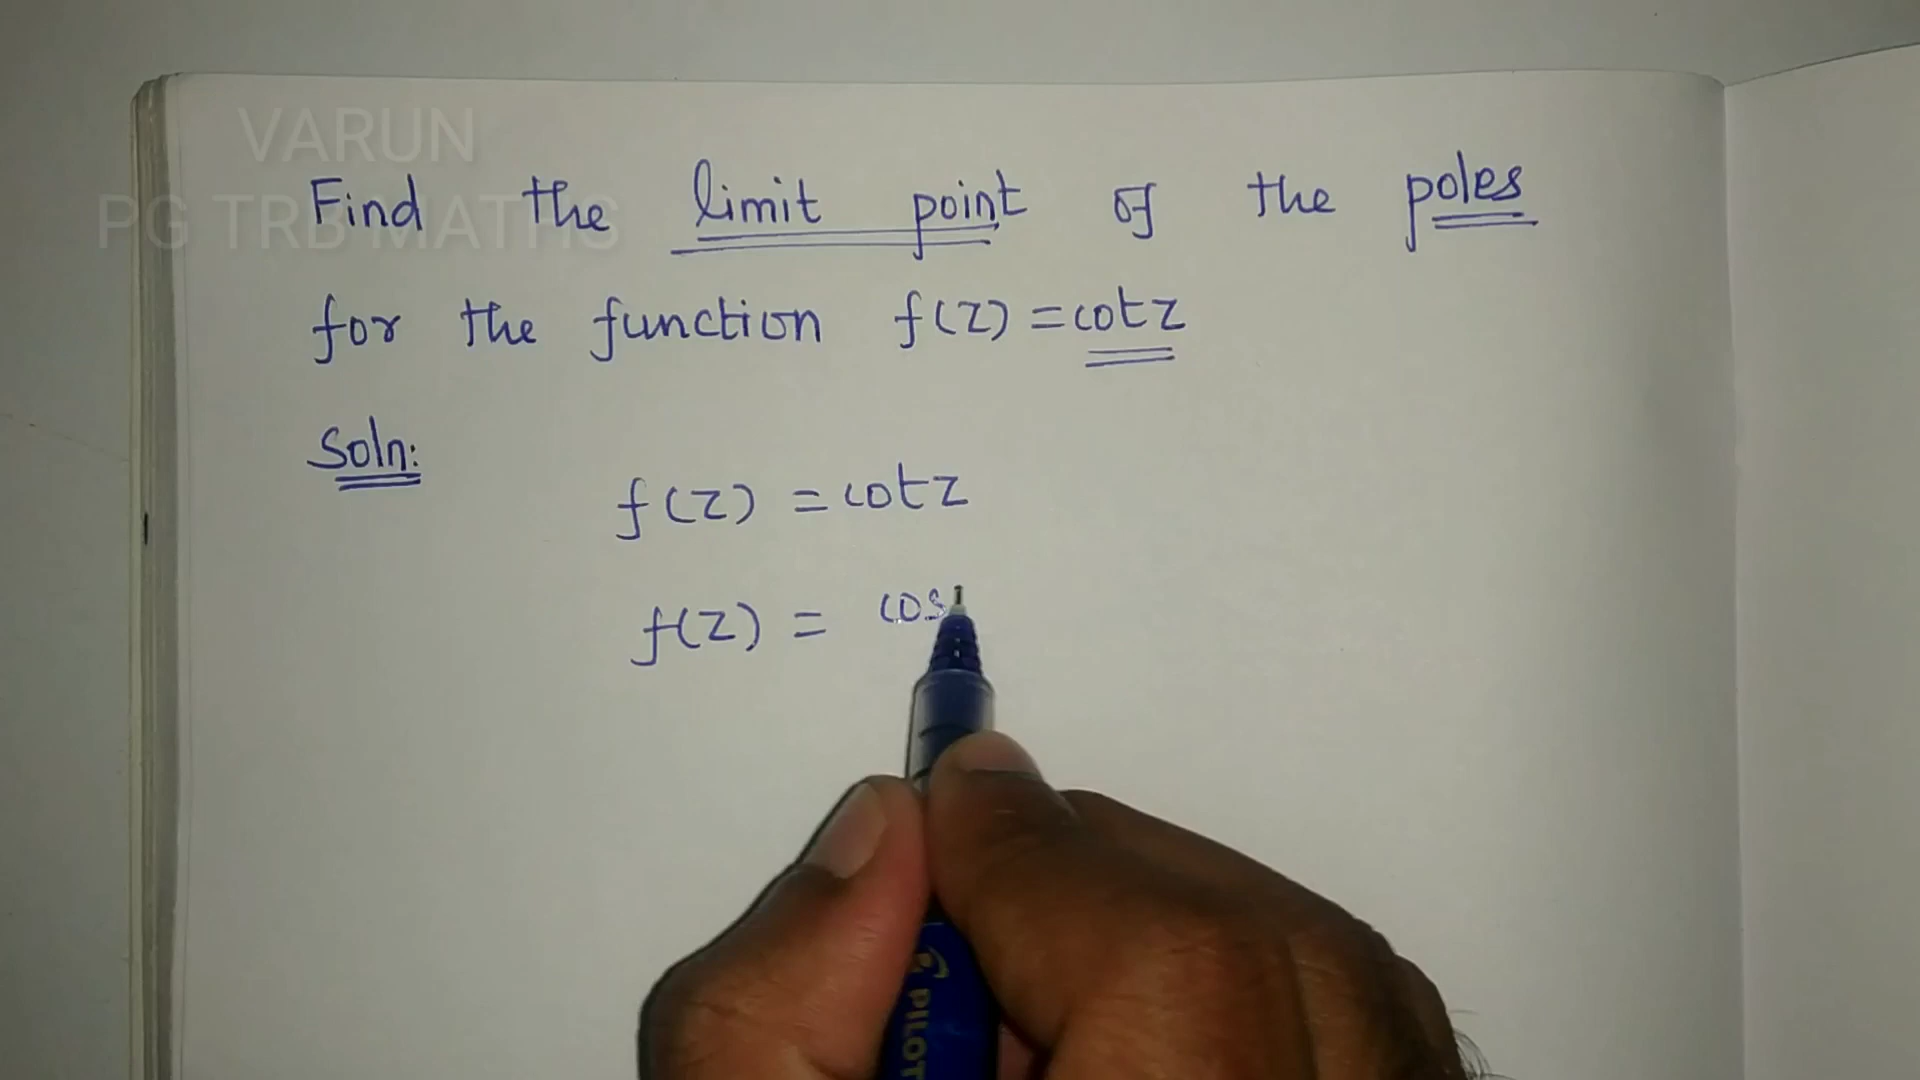 VARUN
PG TRB MATHS
Find the limit point of the poles
for the function f(z) = cot z
Soln:
f(z) = cot z
f(z) = cos
PILOT